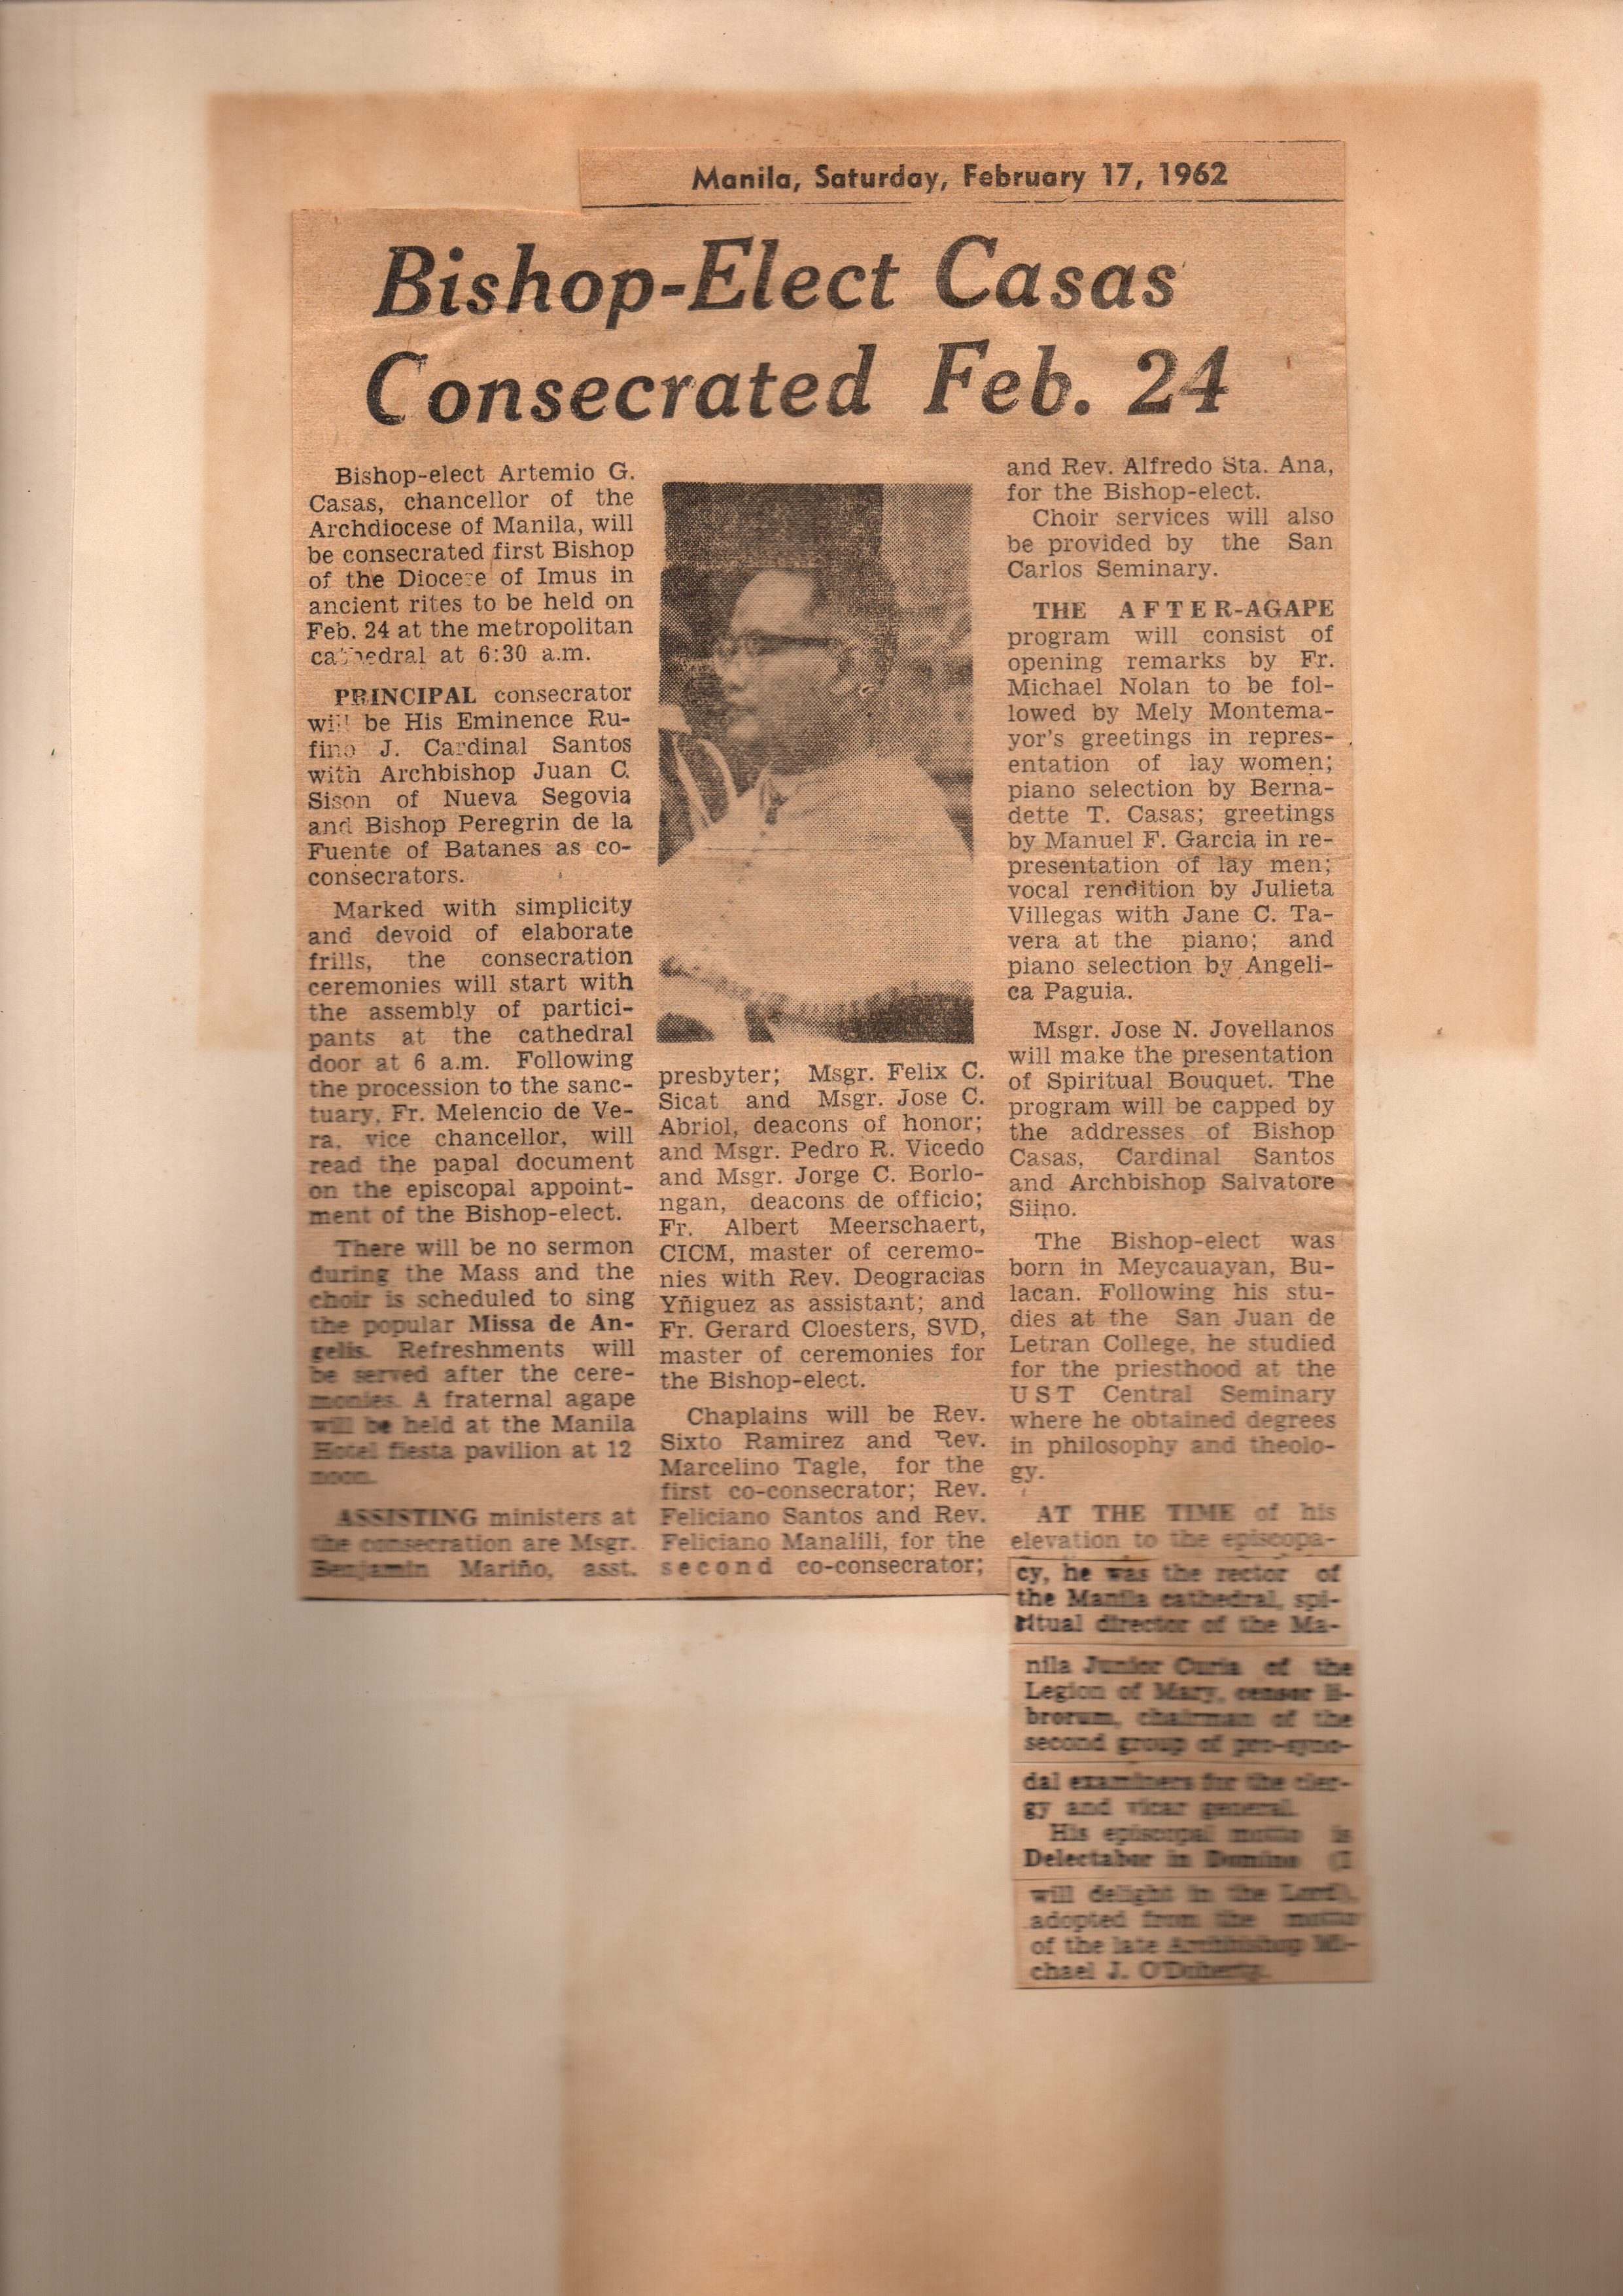 Manila, Saturday, February 17, 1962
Bishop-Elect Casas
Consecrated Feb. 24
Bishop-elect Artemio G.
Casas, chancellor of the
Archdiocese of Manila, will
be consecrated first Bishop
of the Diocese of Imus in
ancient rites to be held on
Feb. 24 at the metropolitan
cathedral at 6:30 a.m.
PRINCIPAL consecrator
will be His Eminence Ru-
fino J. Cardinal Santos
with Archbishop Juan C.
Sison of Nueva Segovia
and Bishop Peregrin de la
Fuente of Batanes as co-
consecrators.
Marked with simplicity
and devoid of elaborate
frills, the consecration
ceremonies will start with
the assembly of partici-
pants at the cathedral
door at 6 a.m. Following
the procession to the sanc-
tuary, Fr. Melencio de Ve-
ra, vice chancellor, will
read the papal document
on the episcopal appoint-
ment of the Bishop-elect.
There will be no sermon
during the Mass and the
choir is scheduled to sing
the popular Missa de An-
gelis. Refreshments will
be served after the cere-
monies. A fraternal agape
will be held at the Manila
Hotel fiesta pavilion at 12
noon.
ASSISTING ministers at
the consecration are Msgr.
Benjamin Mariño, asst.
presbyter; Msgr. Felix C.
Sicat and Msgr. Jose C.
Abriol, deacons of honor;
and Msgr. Pedro R. Vicedo
and Msgr. Jorge C. Borlo-
ngan, deacons de officio;
Fr. Albert Meerschaert,
CICM, master of ceremo-
nies with Rev. Deogracias
Yñiguez as assistant; and
Fr. Gerard Cloesters, SVD,
master of ceremonies for
the Bishop-elect.
Chaplains will be Rev.
Sixto Ramirez and Rev.
Marcelino Tagle, for the
first co-consecrator; Rev.
Feliciano Santos and Rev.
Feliciano Manalili, for the
second co-consecrator;
and Rev. Alfredo Sta. Ana,
for the Bishop-elect.
Choir services will also
be provided by the San
Carlos Seminary.
THE AFTER-AGAPE
program will consist of
opening remarks by Fr.
Michael Nolan to be fol-
lowed by Mely Montema-
yor's greetings in repres-
entation of lay women;
piano selection by Berna-
dette T. Casas; greetings
by Manuel F. Garcia in re-
presentation of lay men;
vocal rendition by Julieta
Villegas with Jane C. Ta-
vera at the piano; and
piano selection by Angeli-
ca Paguia.
Msgr. Jose N. Jovellanos
will make the presentation
of Spiritual Bouquet. The
program will be capped by
the addresses of Bishop
Casas, Cardinal Santos
and Archbishop Salvatore
Siino.
The Bishop-elect was
born in Meycauayan, Bu-
lacan. Following his stu-
dies at the San Juan de
Letran College, he studied
for the priesthood at the
UST Central Seminary
where he obtained degrees
in philosophy and theolo-
gy.
AT THE TIME of his
elevation to the episcopa-
cy, he was the rector of
the Manila cathedral, spi-
ritual director of the Ma-
nila Junior Curia of the
Legion of Mary, censor li-
brorum, chairman of the
second group of pro-syno-
dal examiners for the cler-
gy and vicar general.
His episcopal motto is
Delectabor in Domino (I
will delight in the Lord),
adopted from the motto
of the late Archbishop Mi-
chael J. O'Doherty.